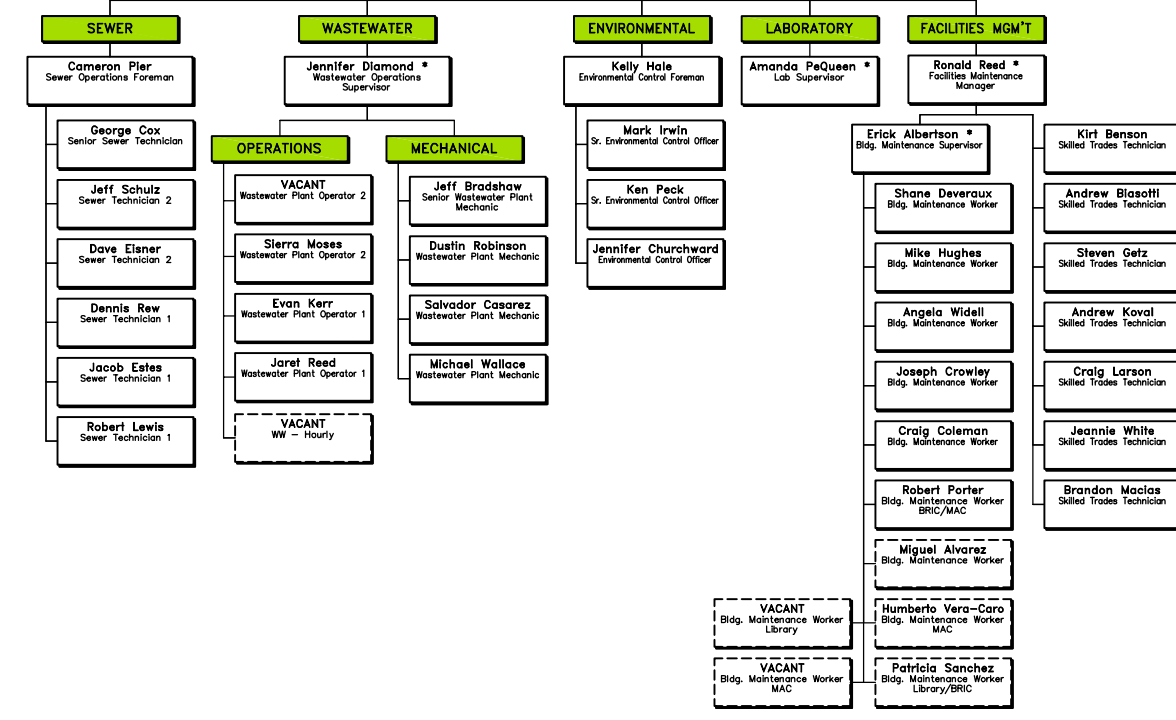 SEWER
Cameron Pier
Sewer Operations Foreman
George Cox
Senior Sewer Technician
Jeff Schulz
Sewer Technician 2
Dave Eisner
Sewer Technician 2
Dennis Rew
Sewer Technician 1
Jacob Estes
Sewer Technician 1
Robert Lewis
Sewer Technician 1
WASTEWATER
Jennifer Diamond *
Wastewater Operations
Supervisor
OPERATIONS
VACANT
Wastewater Plant Operator 2
Sierra Moses
Wastewater Plant Operator 2
Evan Kerr
Wastewater Plant Operator 1
Jaret Reed
Wastewater Plant Operator 1
VACANT
WW - Hourly
MECHANICAL
Jeff Bradshaw
Senior Wastewater Plant
Mechanic
Dustin Robinson
Wastewater Plant Mechanic
Salvador Casarez
Wastewater Plant Mechanic
Michael Wallace
Wastewater Plant Mechanic
ENVIRONMENTAL
Kelly Hale
Environmental Control Foreman
Mark Irwin
Sr. Environmental Control Officer
Ken Peck
Sr. Environmental Control Officer
Jennifer Churchward
Environmental Control Officer
LABORATORY
Amanda PeQueen *
Lab Supervisor
FACILITIES MGM'T
Ronald Reed *
Facilities Maintenance
Manager
Erick Albertson *
Bldg. Maintenance Supervisor
Shane Deveraux
Bldg. Maintenance Worker
Mike Hughes
Bldg. Maintenance Worker
Angela Widell
Bldg. Maintenance Worker
Joseph Crowley
Bldg. Maintenance Worker
Craig Coleman
Bldg. Maintenance Worker
Robert Porter
Bldg. Maintenance Worker
BRIC/MAC
Miguel Alvarez
Bldg. Maintenance Worker
VACANT
Bldg. Maintenance Worker
Library
Humberto Vera-Caro
Bldg. Maintenance Worker
MAC
VACANT
Bldg. Maintenance Worker
MAC
Patricia Sanchez
Bldg. Maintenance Worker
Library/BRIC
Kirt Benson
Skilled Trades Technician
Andrew Biasotti
Skilled Trades Technician
Steven Getz
Skilled Trades Technician
Andrew Koval
Skilled Trades Technician
Craig Larson
Skilled Trades Technician
Jeannie White
Skilled Trades Technician
Brandon Macias
Skilled Trades Technician